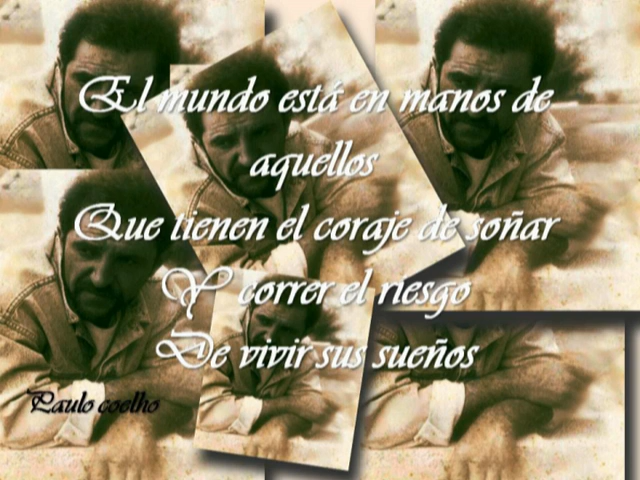 El mundo está en manos de
aquellos
Que tienen el coraje de soñar
Y correr el riesgo
De vivir sus sueños
Paulo coelho